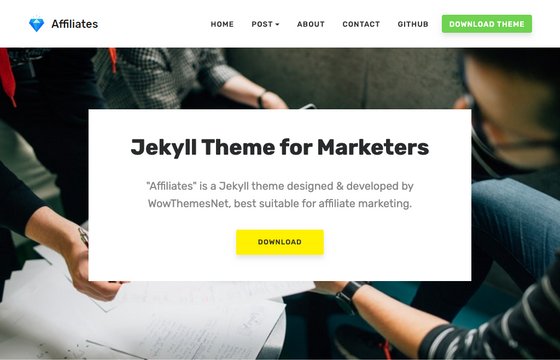 Affiliates
HOME POST ABOUT CONTACT GITHUB DOWNLOAD THEME
Jekyll Theme for Marketers
"Affiliates" is a Jekyll theme designed & developed by
WowThemesNet, best suitable for affiliate marketing.
DOWNLOAD